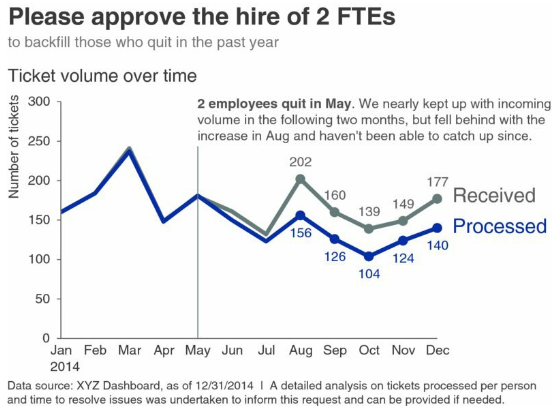 Please approve the hire of 2 FTEs
to backfill those who quit in the past year
Ticket volume over time
Number of tickets
300
250
200
150
100
50
0
2 employees quit in May. We nearly kept up with incoming
volume in the following two months, but fell behind with the
increase in Aug and haven't been able to catch up since.
202
160
139
149
177
Received
156
126
104
124
140
Processed
Jan Feb Mar Apr May Jun Jul Aug Sep Oct Nov Dec
2014
Data source: XYZ Dashboard, as of 12/31/2014 | A detailed analysis on tickets processed per person
and time to resolve issues was undertaken to inform this request and can be provided if needed.